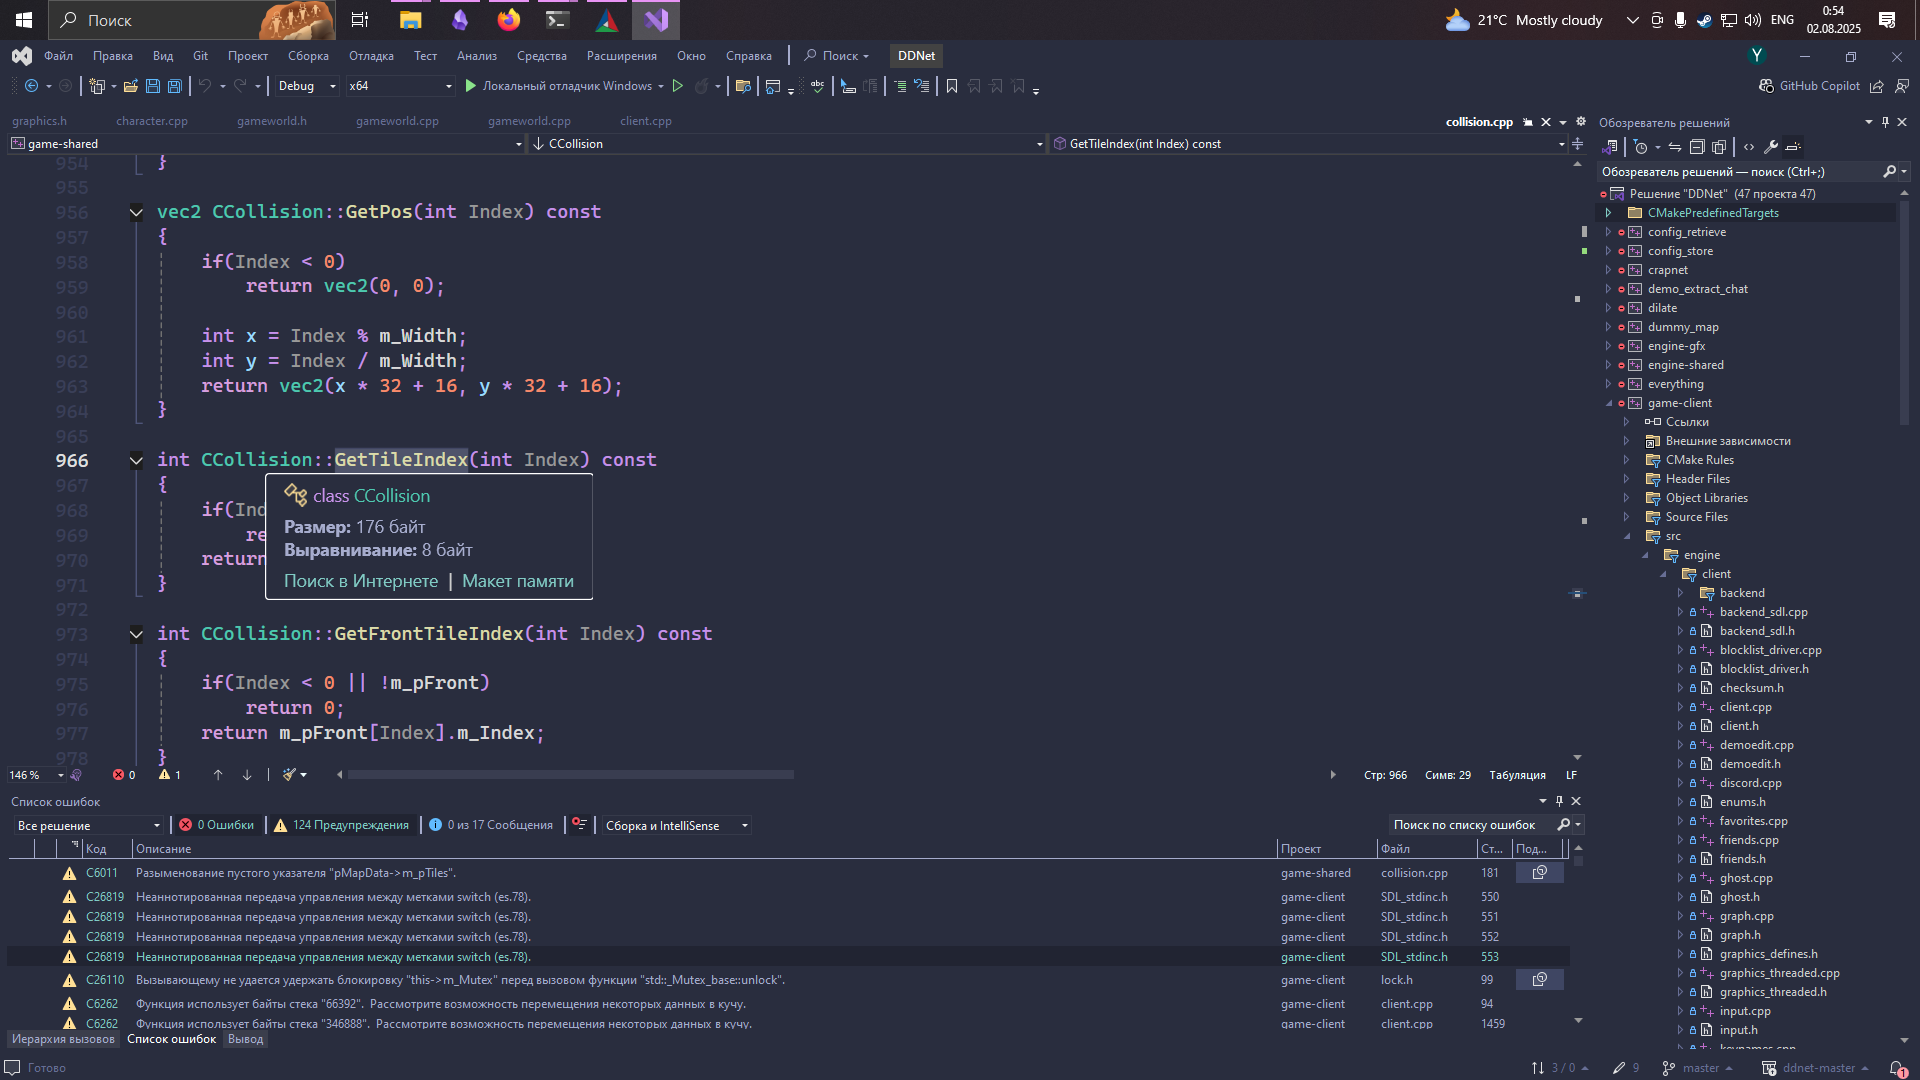 Поиск
21°C Mostly cloudy
ENG
0:54
02.08.2025
Файл Правка Вид Git Проект Сборка Отладка Тест Анализ Средства Расширения Окно Справка Поиск DDNet
Y
Debug x64 Локальный отладчик Windows
abc
GitHub Copilot
graphics.h character.cpp gameworld.h gameworld.cpp gameworld.cpp client.cpp collision.cpp
game-shared CCollision GetTileIndex(int Index) const
954 }
955
956 vec2 CCollision::GetPos(int Index) const
957 {
958 if(Index < 0)
959 return vec2(0, 0);
960
961 int x = Index % m_Width;
962 int y = Index / m_Width;
963 return vec2(x * 32 + 16, y * 32 + 16);
964 }
965
966 int CCollision::GetTileIndex(int Index) const
967 {
968 if(Ind
969 re
970 return
971 }
972
973 int CCollision::GetFrontTileIndex(int Index) const
974 {
975 if(Index < 0 || !m_pFront)
976 return 0;
977 return m_pFront[Index].m_Index;
978 }
class CCollision
Размер: 176 байт
Выравнивание: 8 байт
Поиск в Интернете | Макет памяти
146 % 0 1 Стр: 966 Симв: 29 Табуляция LF
Список ошибок
Все решение 0 Ошибки 124 Предупреждения 0 из 17 Сообщения Сборка и IntelliSense Поиск по списку ошибок
Код Описание Проект Файл Ст... Под...
C6011 Разыменование пустого указателя "pMapData->m_pTiles". game-shared collision.cpp 181
C26819 Неаннотированная передача управления между метками switch (es.78). game-client SDL_stdinc.h 550
C26819 Неаннотированная передача управления между метками switch (es.78). game-client SDL_stdinc.h 551
C26819 Неаннотированная передача управления между метками switch (es.78). game-client SDL_stdinc.h 552
C26819 Неаннотированная передача управления между метками switch (es.78). game-client SDL_stdinc.h 553
C26110 Вызывающему не удается удержать блокировку "this->m_Mutex" перед вызовом функции "std::_Mutex_base::unlock". game-client lock.h 99
C6262 Функция использует байты стека "66392". Рассмотрите возможность перемещения некоторых данных в кучу. game-client client.cpp 94
C6262 Функция использует байты стека "346888". Рассмотрите возможность перемещения некоторых данных в кучу. game-client client.cpp 1459
Иерархия вызовов Список ошибок Вывод
Готово
3 / 0 9 master ddnet-master 1
Обозреватель решений
Обозреватель решений — поиск (Ctrl+;)
Решение "DDNet" (47 проекта 47)
CMakePredefinedTargets
config_retrieve
config_store
crapnet
demo_extract_chat
dilate
dummy_map
engine-gfx
engine-shared
everything
game-client
Ссылки
Внешние зависимости
CMake Rules
Header Files
Object Libraries
Source Files
src
engine
client
backend
backend_sdl.cpp
backend_sdl.h
blocklist_driver.cpp
blocklist_driver.h
checksum.h
client.cpp
client.h
demoedit.cpp
demoedit.h
discord.cpp
enums.h
favorites.cpp
friends.cpp
friends.h
ghost.cpp
ghost.h
graph.cpp
graph.h
graphics_defines.h
graphics_threaded.cpp
graphics_threaded.h
input.cpp
input.h
keynames.cpp